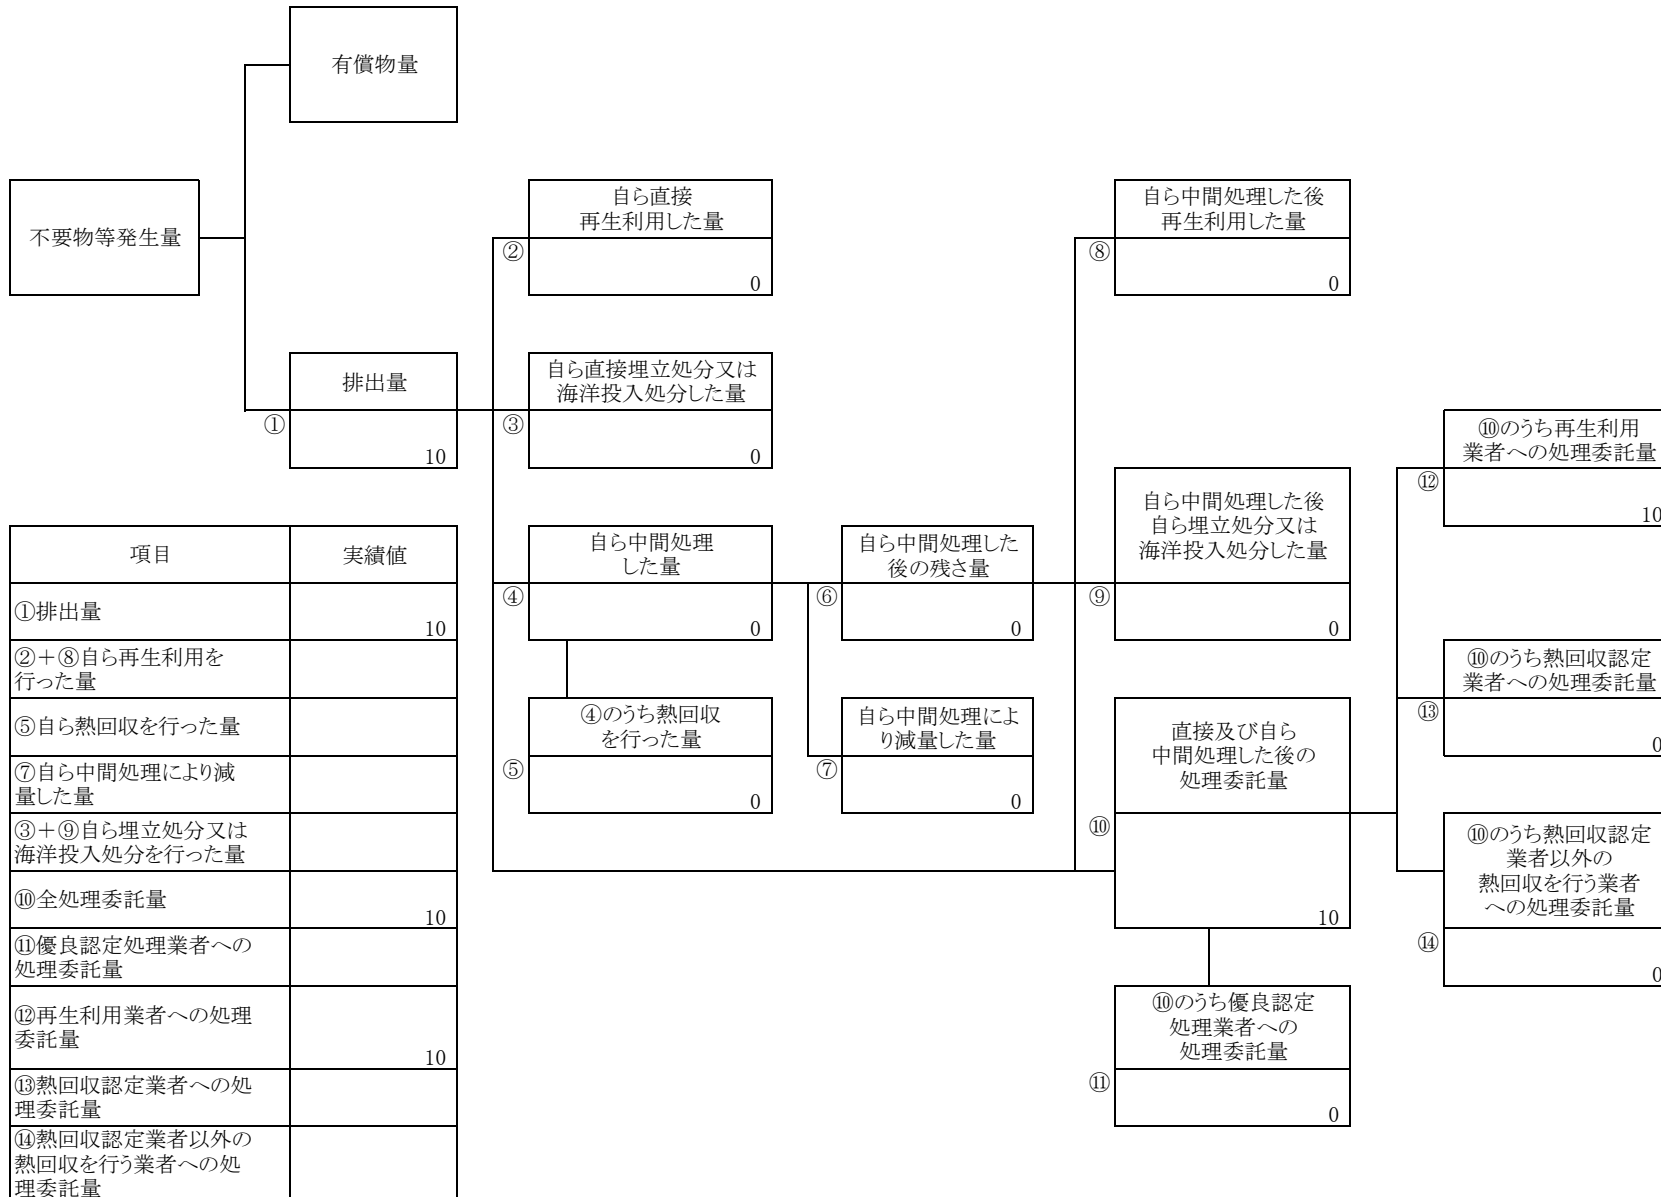 有償物量
不要物等発生量
排出量
①
10
自ら直接
再生利用した量
②
0
自ら直接埋立処分又は
海洋投入処分した量
③
0
自ら中間処理
した量
④
0
④のうち熱回収
を行った量
⑤
0
自ら中間処理した
後の残さ量
⑥
0
自ら中間処理によ
り減量した量
⑦
0
自ら中間処理した後
再生利用した量
⑧
0
自ら中間処理した後
自ら埋立処分又は
海洋投入処分した量
⑨
0
直接及び自ら
中間処理した後の
処理委託量
⑩
10
⑩のうち優良認定
処理業者への
処理委託量
⑪
0
⑩のうち再生利用
業者への処理委託量
⑫
10
⑩のうち熱回収認定
業者への処理委託量
⑬
0
⑩のうち熱回収認定
業者以外の
熱回収を行う業者
への処理委託量
⑭
0
項目 実績値
①排出量
10
②+⑧自ら再生利用を
行った量
⑤自ら熱回収を行った量
⑦自ら中間処理により減
量した量
③+⑨自ら埋立処分又は
海洋投入処分を行った量
⑩全処理委託量
10
⑪優良認定処理業者への
処理委託量
⑫再生利用業者への処理
委託量
10
⑬熱回収認定業者への処
理委託量
⑭熱回収認定業者以外の
熱回収を行う業者への処
理委託量